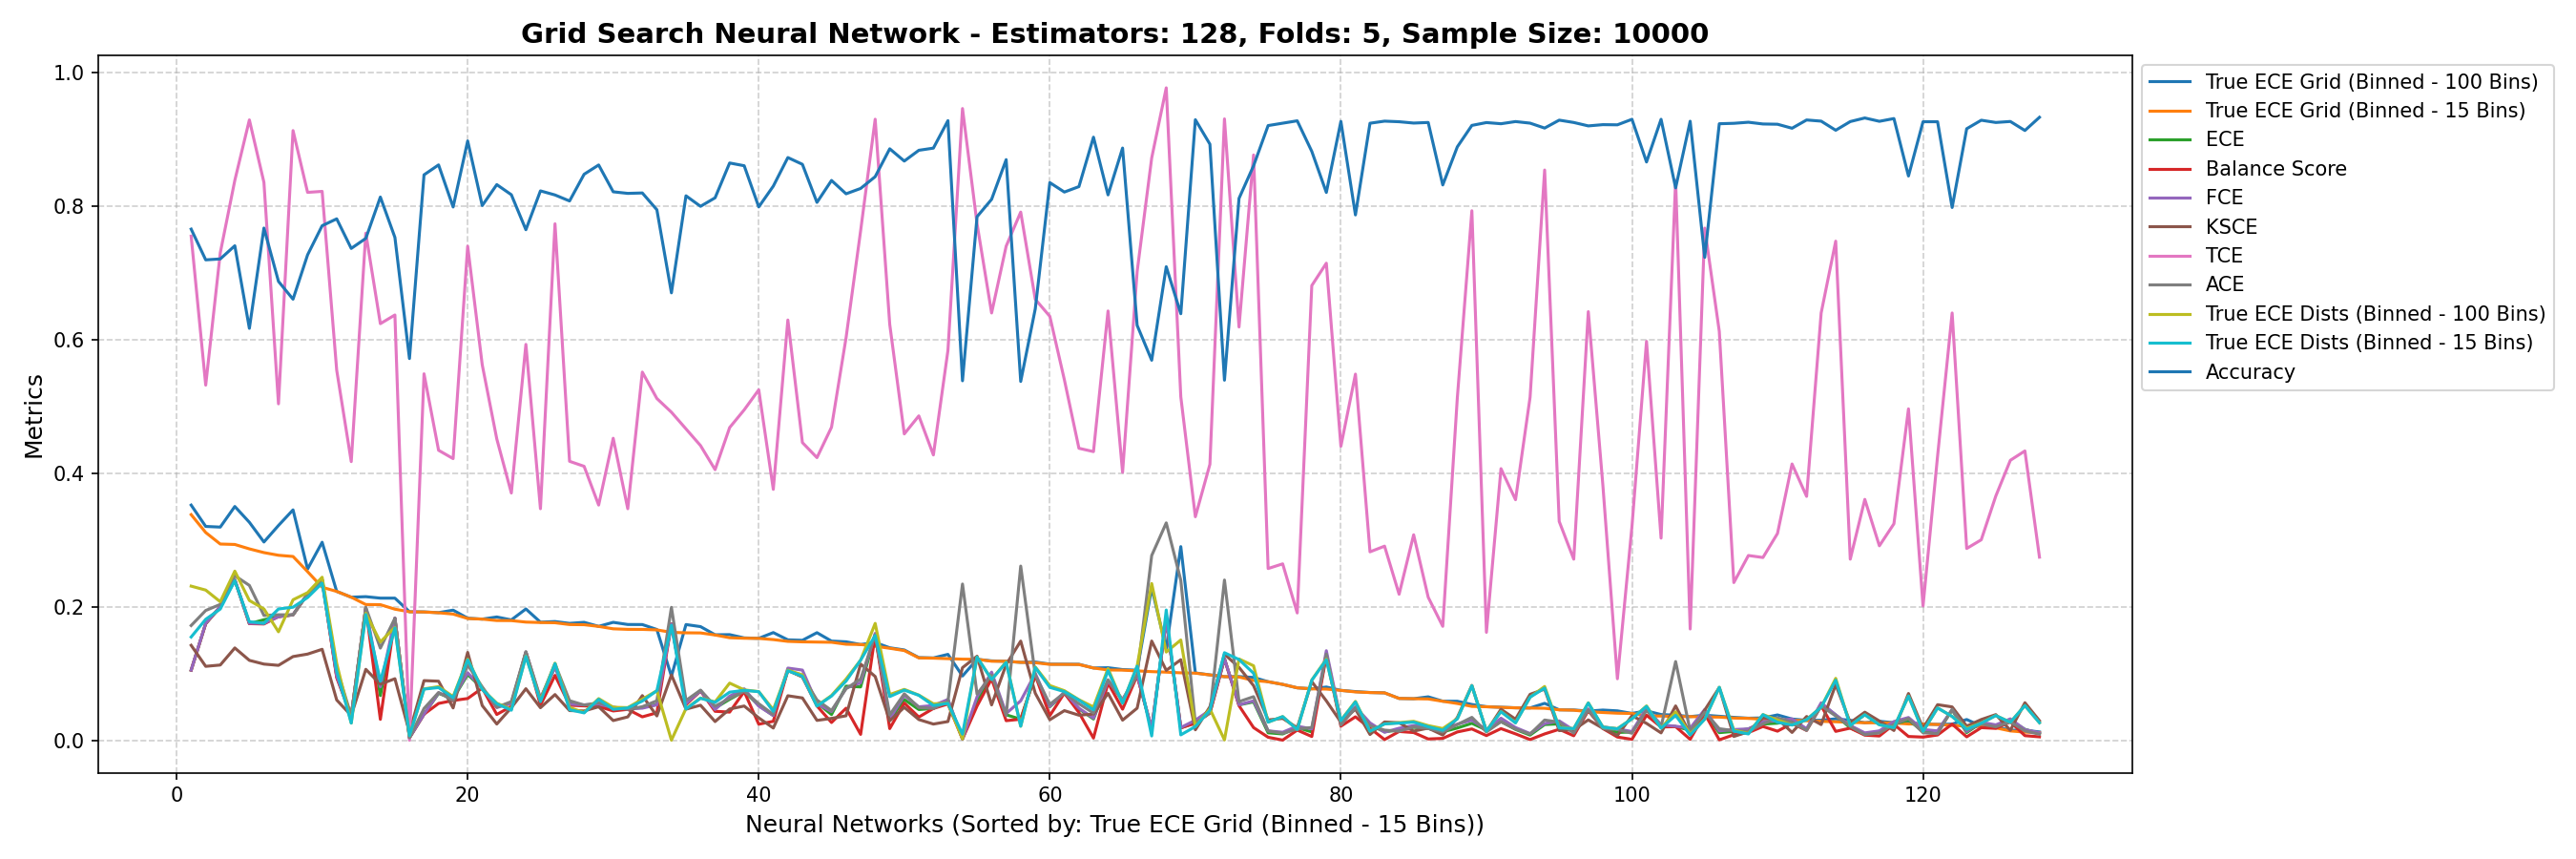 Grid Search Neural Network - Estimators: 128, Folds: 5, Sample Size: 10000
1.0
0.8
0.6
0.4
0.2
0.0
Metrics
0
20
40
60
80
100
120
Neural Networks (Sorted by: True ECE Grid (Binned - 15 Bins))
True ECE Grid (Binned - 100 Bins)
True ECE Grid (Binned - 15 Bins)
ECE
Balance Score
FCE
KSCE
TCE
ACE
True ECE Dists (Binned - 100 Bins)
True ECE Dists (Binned - 15 Bins)
Accuracy